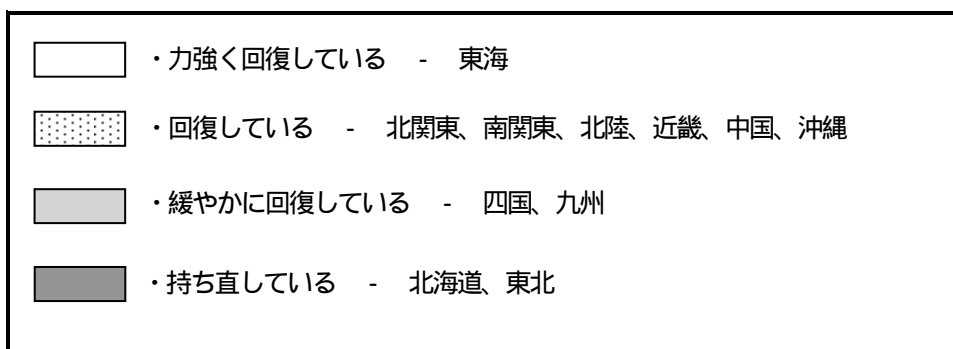 ・力強く回復している - 東海
・回復している - 北関東、南関東、北陸、近畿、中国、沖縄
・緩やかに回復している - 四国、九州
・持ち直している - 北海道、東北